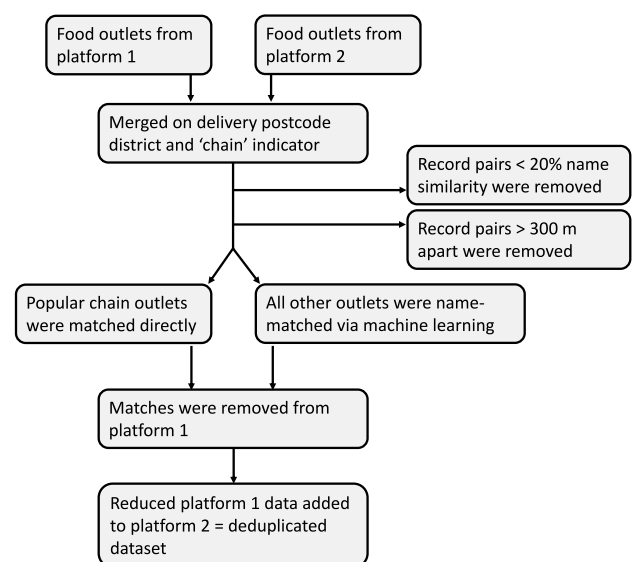 Food outlets from
platform 1
Food outlets from
platform 2
Merged on delivery postcode
district and ‘chain’ indicator
Record pairs < 20% name
similarity were removed
Record pairs > 300 m
apart were removed
Popular chain outlets
were matched directly
All other outlets were name-
matched via machine learning
Matches were removed from
platform 1
Reduced platform 1 data added
to platform 2 = deduplicated
dataset